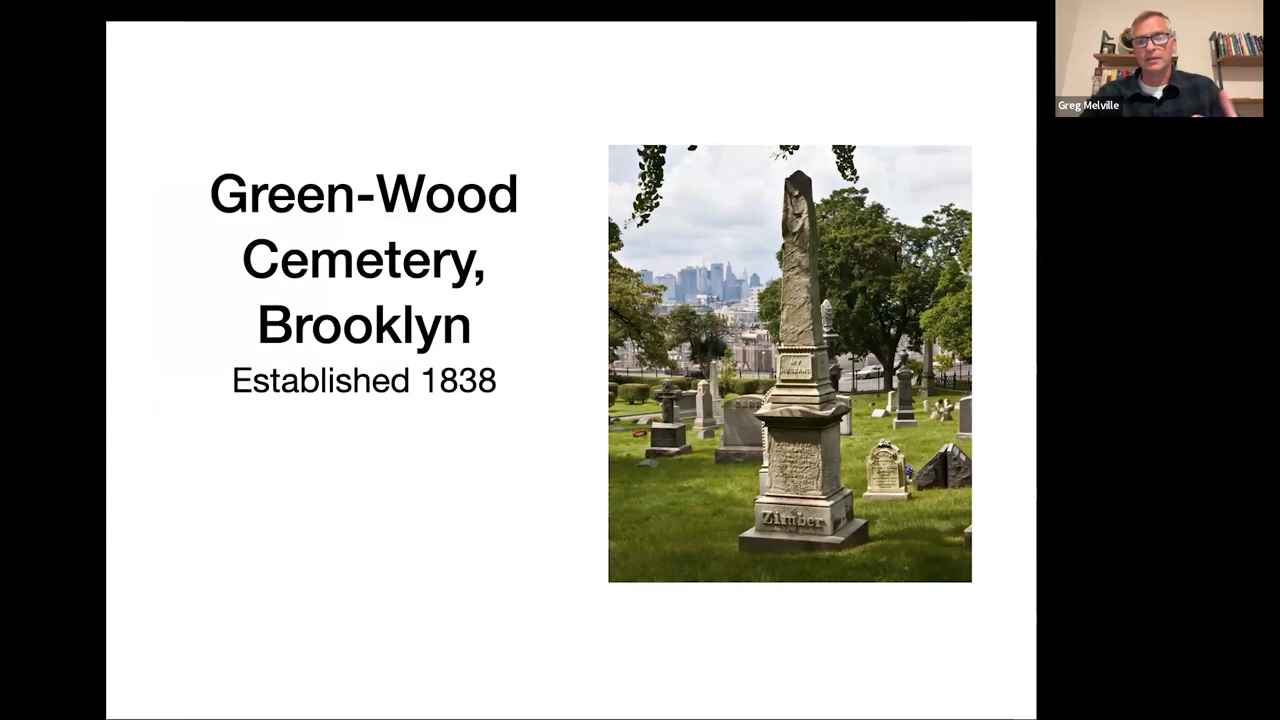 Green-Wood
Cemetery,
Brooklyn
Established 1838
MY
HUSBAND
Zimber
Greg Melville